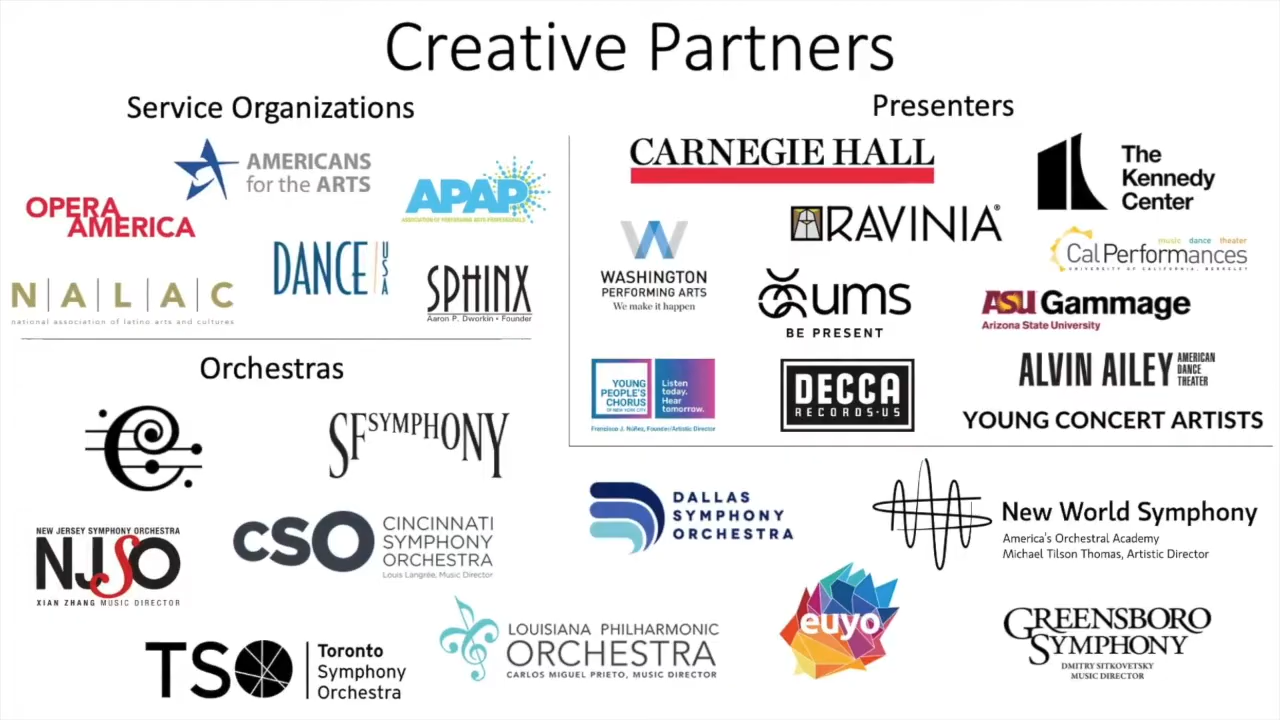 Creative Partners
Service Organizations
AMERICANS
for the ARTS
OPERA
AMERICA
APAP
ASSOCIATION OF PERFORMING ARTS PROFESSIONALS
DANCE USA
N|A|L|A|C
national association of latino arts and cultures
SPHINX
Aaron P. Dworkin • Founder
Presenters
CARNEGIE HALL
The
Kennedy
Center
RAVINIA®
WASHINGTON
PERFORMING ARTS
We make it happen
music dance theater
Cal Performances
UNIVERSITY OF CALIFORNIA, BERKELEY
ums
BE PRESENT
ASU Gammage
Arizona State University
YOUNG
PEOPLE'S
CHORUS
OF NEW YORK CITY
Listen
today.
Hear
tomorrow.
Francisco J. Núñez, Founder/Artistic Director
DECCA
RECORDS·US
ALVIN AILEY AMERICAN
DANCE
THEATER
YOUNG CONCERT ARTISTS
Orchestras
SFSYMPHONY
NEW JERSEY SYMPHONY ORCHESTRA
NJSO
XIAN ZHANG MUSIC DIRECTOR
CSO
CINCINNATI
SYMPHONY
ORCHESTRA
Louis Langrée, Music Director
DALLAS
SYMPHONY
ORCHESTRA
New World Symphony
America's Orchestral Academy
Michael Tilson Thomas, Artistic Director
TSO
Toronto
Symphony
Orchestra
LOUISIANA PHILHARMONIC
ORCHESTRA
CARLOS MIGUEL PRIETO, MUSIC DIRECTOR
euyo
GREENSBORO
SYMPHONY
DMITRY SITKOVETSKY
MUSIC DIRECTOR